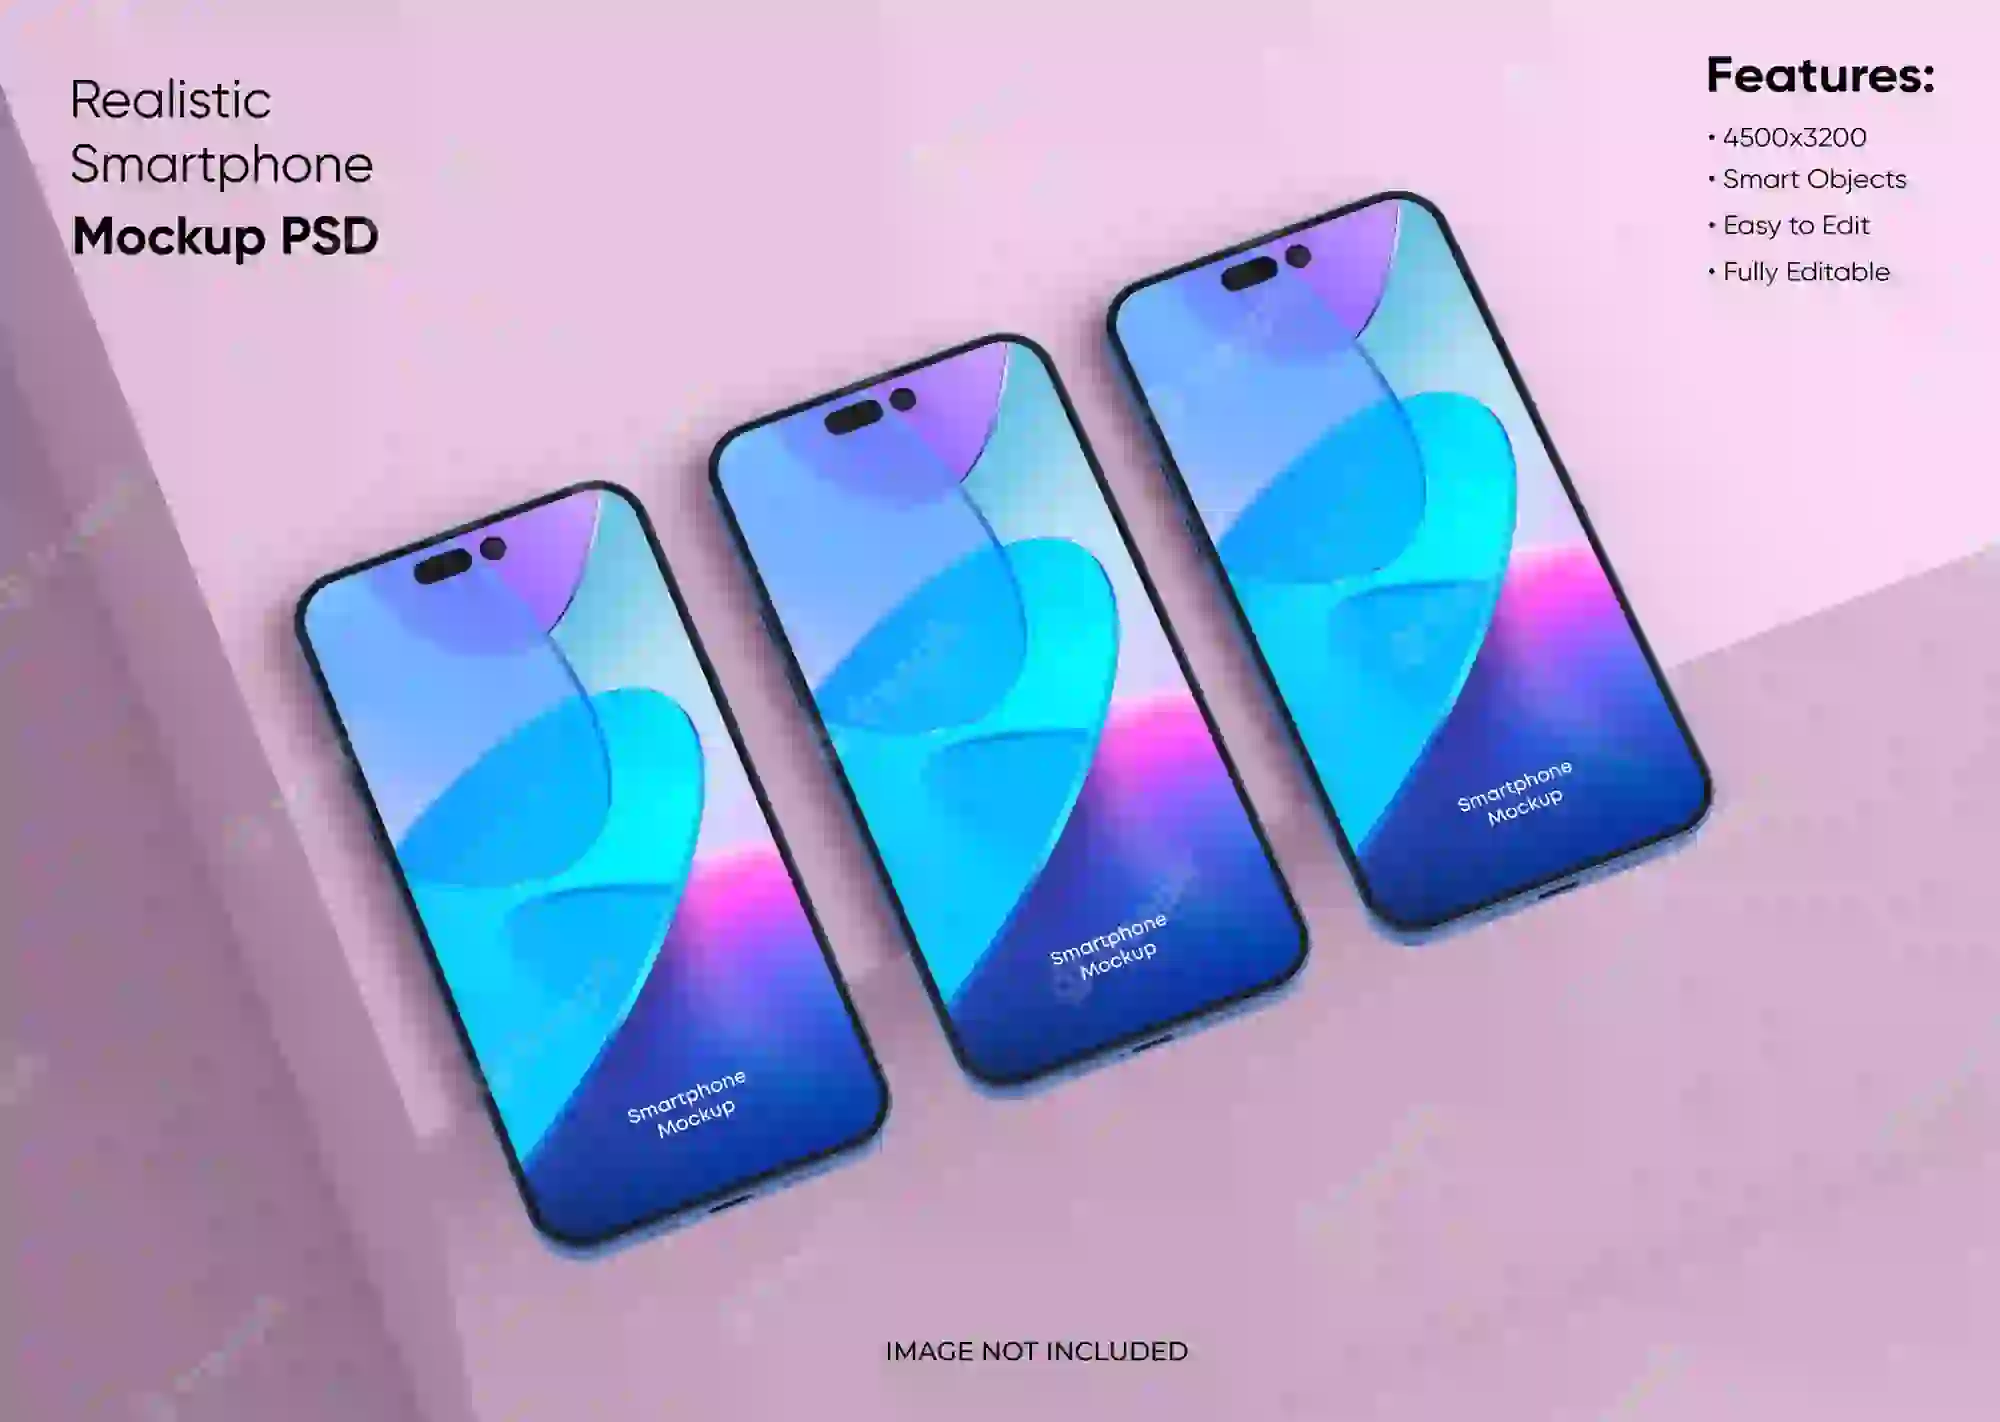 Realistic
Smartphone
Mockup PSD
Features:
• 4500x3200
• Smart Objects
• Easy to Edit
• Fully Editable
Smartphone
Mockup
Smartphone
Mockup
Smartphone
Mockup
IMAGE NOT INCLUDED